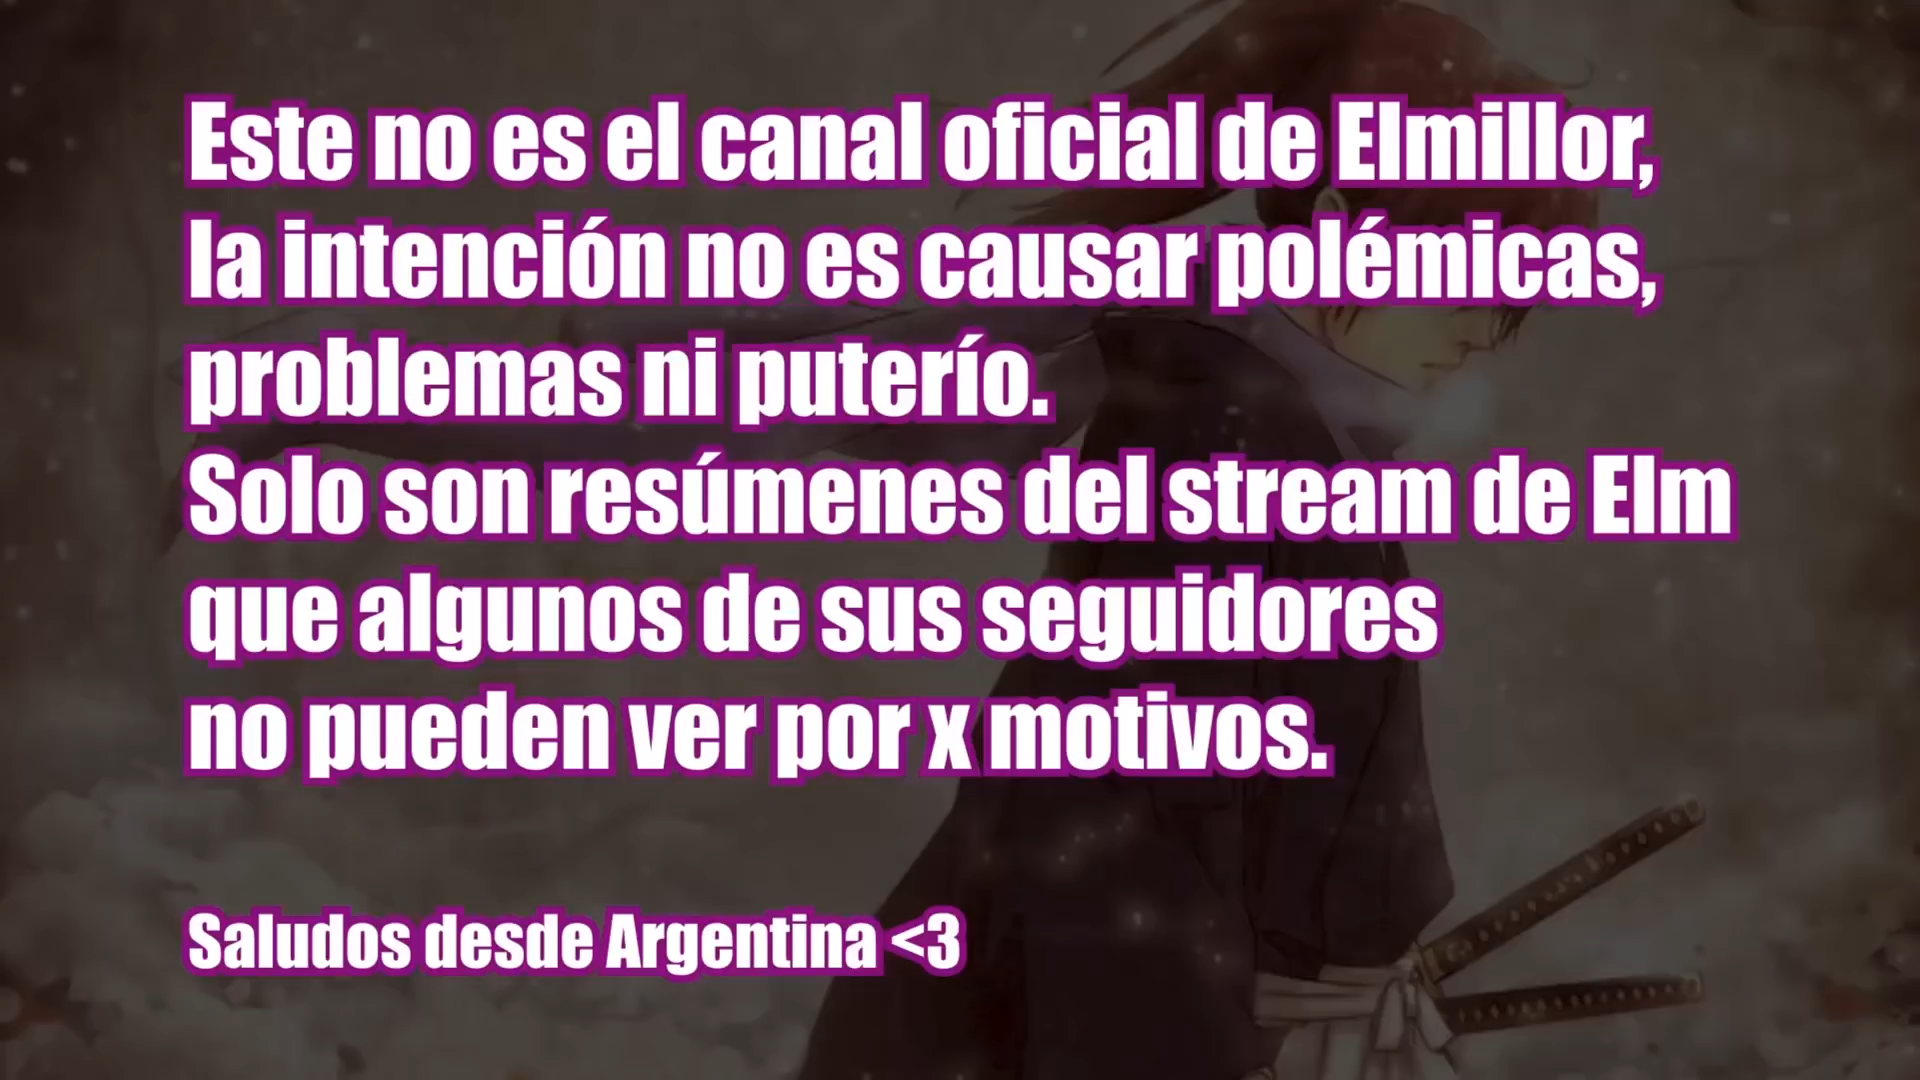 Este no es el canal oficial de Elmillor,
la intención no es causar polémicas,
problemas ni puterío.
Solo son resúmenes del stream de Elm
que algunos de sus seguidores
no pueden ver por x motivos.
Saludos desde Argentina <3